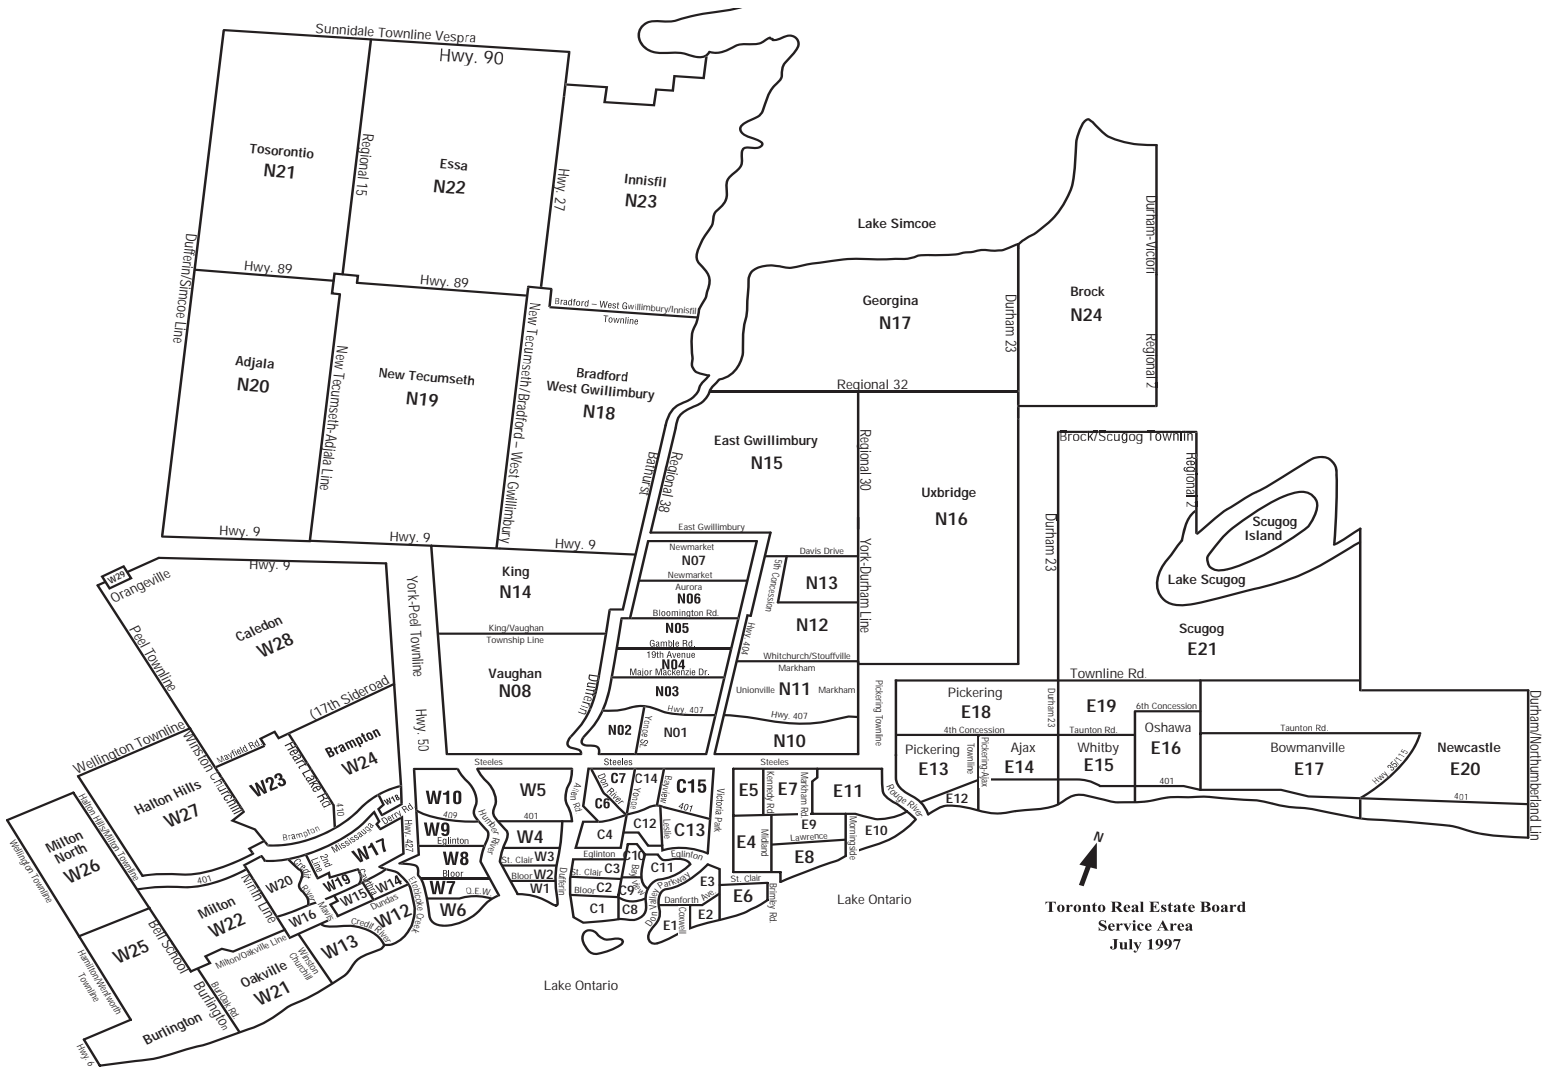 Sunnidale Townline Vespra
Hwy. 90
Tosorontio
N21
Regional 15
Essa
N22
Hwy. 27
Innisfil
N23
Lake Simcoe
Dufferin/Simcoe Line
Hwy. 89
Hwy. 89
Bradford – West Gwillimbury/Innisfil
Townline
Georgina
N17
Durham 23
Brock
N24
Durham-Victori
Regional 2
Adjala
N20
New Tecumseth-Adjala Line
New Tecumseth
N19
New Tecumseth/Bradford – West Gwillimbury
Bradford
West Gwillimbury
N18
Regional 32
Bathurst
Regional 38
East Gwillimbury
N15
Regional 30
Uxbridge
N16
Brock/Scugog Townlin
Regional 2
Scugog
Island
Lake Scugog
Durham 23
Scugog
E21
Hwy. 9
Hwy. 9
Hwy. 9
Hwy. 9
East Gwillimbury
Newmarket
N07
Newmarket
Aurora
N06
Bloomington Rd.
N05
Gamble Rd.
19th Avenue
N04
Major Mackenzie Dr.
N03
Hwy. 407
N02
Yonge St.
N01
Davis Drive
5th Concession
N13
N12
Hwy. 404
Whitchurch/Stouffville
Markham
Unionville
N11
Markham
Hwy. 407
N10
York-Durham Line
Pickering Townline
King
N14
King/Vaughan
Township Line
Vaughan
N08
Dufferin
York-Peel Townline
Hwy. 50
W29
Orangeville
Caledon
W28
Peel Townline
(17th Sideroad
Wellington Townline
Winston Churchill
Mayfield Rd.
Heart Lake Rd
Brampton
W24
410
W23
Halton Hills
W27
Halton Hills/Milton Townline
Milton
North
W26
Wellington Townline
401
Brampton
Mississauga
W18
Derry Rd
Hwy. 427
W17
2nd
Line
Credit
River
W20
W19
W15
W14
Dundas
W16
Mavis
Credit River
W12
W13
Etobicoke Creek
Ninth Line
Milton
W22
W25
Bell School
Hamilton/Wentworth
Townline
Milton/Oakville Line
Winston
Churchill
Oakville
W21
Burl/Oak Rd
Burlington
Burlington
Hwy. 6
Steeles
Steeles
Steeles
W10
409
W9
Eglinton
W8
Bloor
W7
Q.E.W.
W6
Humber River
W5
401
W4
St. Clair
W3
Bloor
W2
W1
Allen Rd
Dufferin
Don River
C7
C14
Yonge
Bayview
C15
C6
401
C4
C12
Leslie
C13
Victoria Park
Eglinton
C10
Eglinton
St. Clair
C3
C11
Bloor
C2
C9
C1
C8
Don Valley Parkway
E3
Danforth Ave
E1
Coxwell
E2
St. Clair
E6
Brimley Rd.
E5
Kennedy Rd
E7
Markham Rd
E11
Rouge River
E4
Midland
E9
Lawrence
E8
Morningside
E10
Townline Rd.
Pickering
E18
4th Concession
Durham 23
E19
6th Concession
Taunton Rd.
Pickering
E13
Townline
Pickering-Ajax
Ajax
E14
E12
Whitby
E15
Oshawa
E16
401
Taunton Rd.
Bowmanville
E17
Hwy. 35/115
Newcastle
E20
401
Durham/Northumberland Lin
N
Lake Ontario
Lake Ontario
Toronto Real Estate Board
Service Area
July 1997